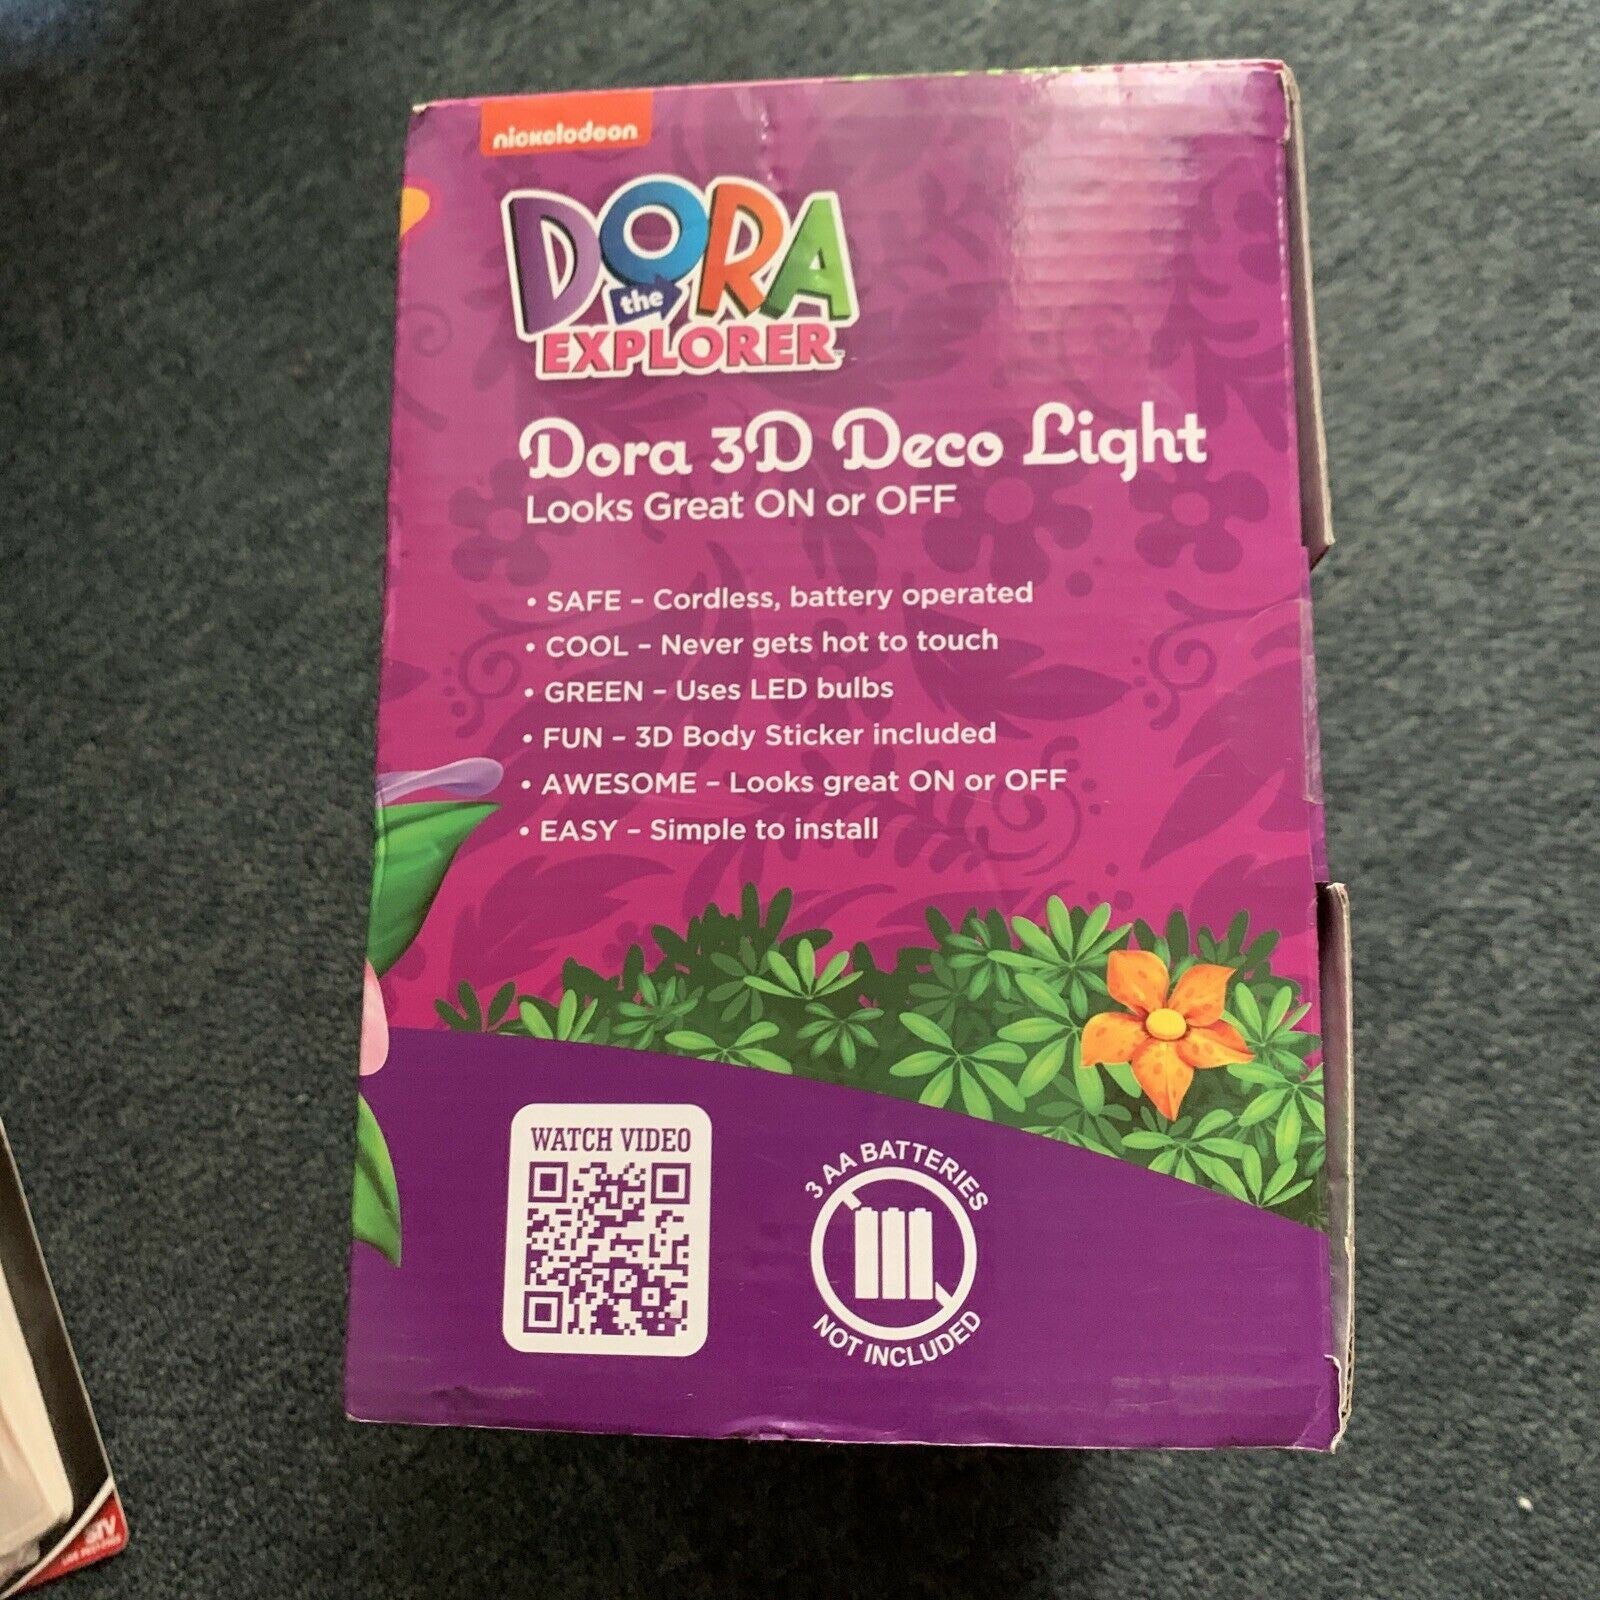 nickelodeon
DORA
the
EXPLORER
Dora 3D Deco Light
Looks Great ON or OFF
• SAFE – Cordless, battery operated
• COOL – Never gets hot to touch
• GREEN – Uses LED bulbs
• FUN – 3D Body Sticker included
• AWESOME – Looks great ON or OFF
• EASY – Simple to install
WATCH VIDEO
3 AA BATTERIES
NOT INCLUDED